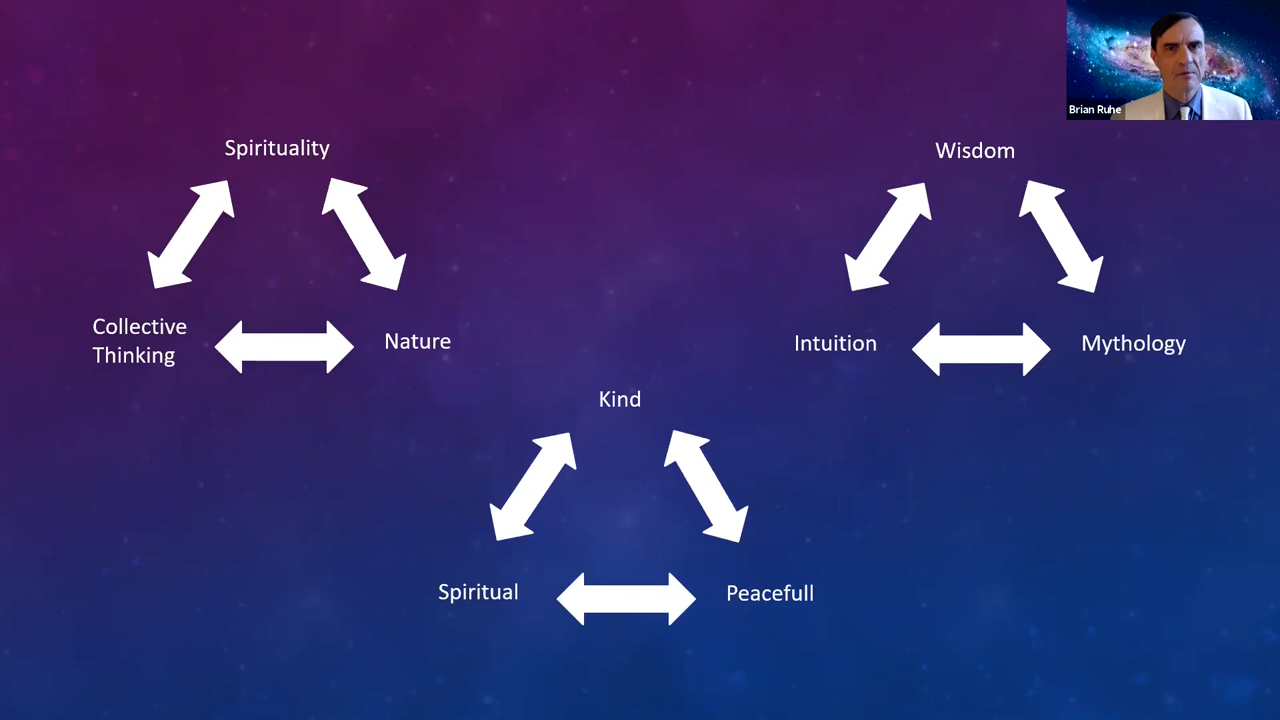 Brian Ruhe
Spirituality
Collective
Thinking
Nature
Wisdom
Intuition
Mythology
Kind
Spiritual
Peacefull